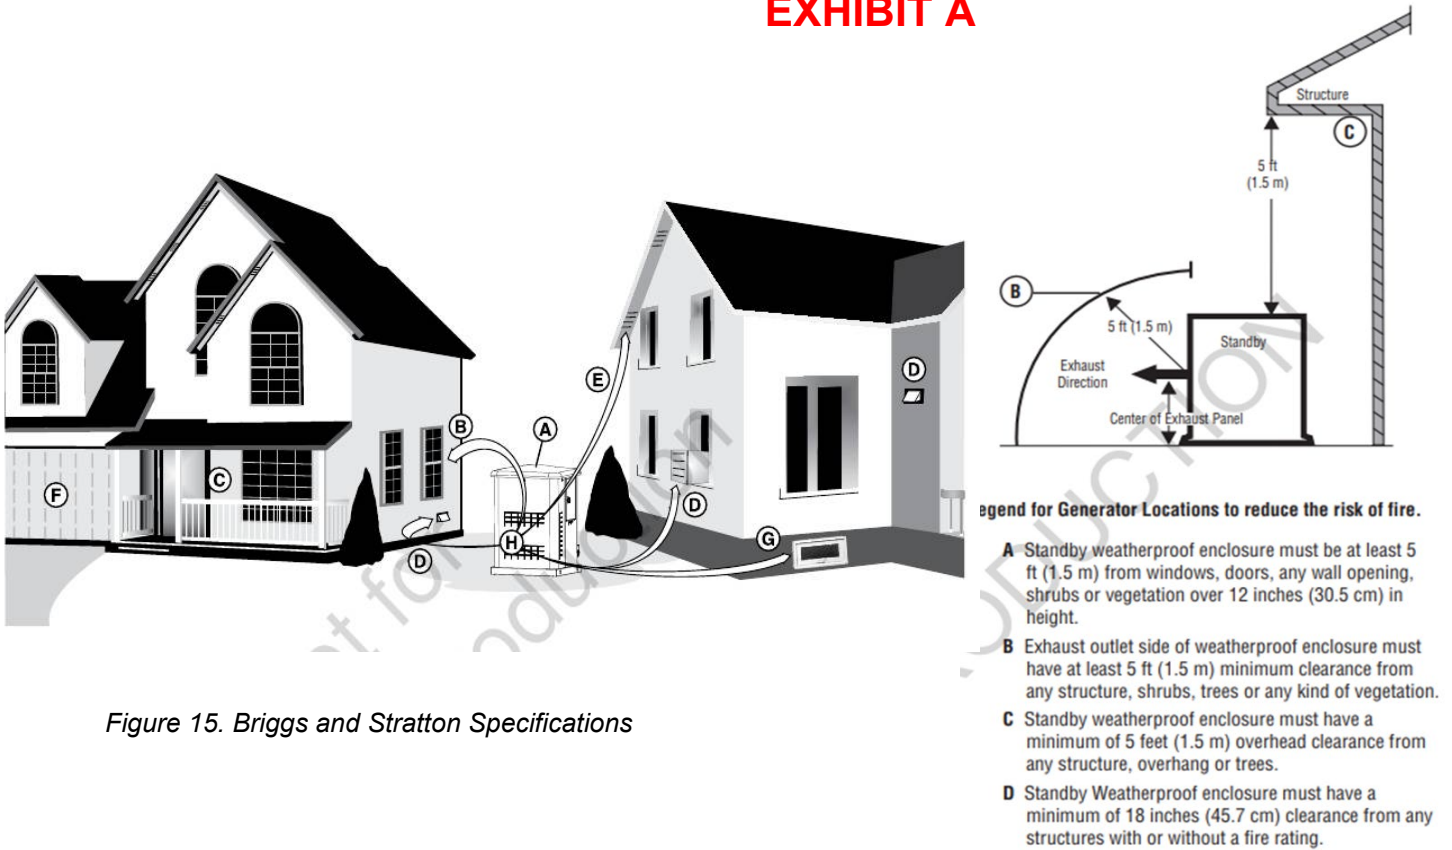 EXHIBIT A
Structure
C
5 ft
(1.5 m)
B
5 ft (1.5 m)
Standby
Exhaust
Direction
Center of Exhaust Panel
E
D
B
A
C
F
D
G
H
D
not for
Reproduction
REPRODUCTION
egend for Generator Locations to reduce the risk of fire.
A Standby weatherproof enclosure must be at least 5
ft (1.5 m) from windows, doors, any wall opening,
shrubs or vegetation over 12 inches (30.5 cm) in
height.
B Exhaust outlet side of weatherproof enclosure must
have at least 5 ft (1.5 m) minimum clearance from
any structure, shrubs, trees or any kind of vegetation.
C Standby weatherproof enclosure must have a
minimum of 5 feet (1.5 m) overhead clearance from
any structure, overhang or trees.
D Standby Weatherproof enclosure must have a
minimum of 18 inches (45.7 cm) clearance from any
structures with or without a fire rating.
Figure 15. Briggs and Stratton Specifications